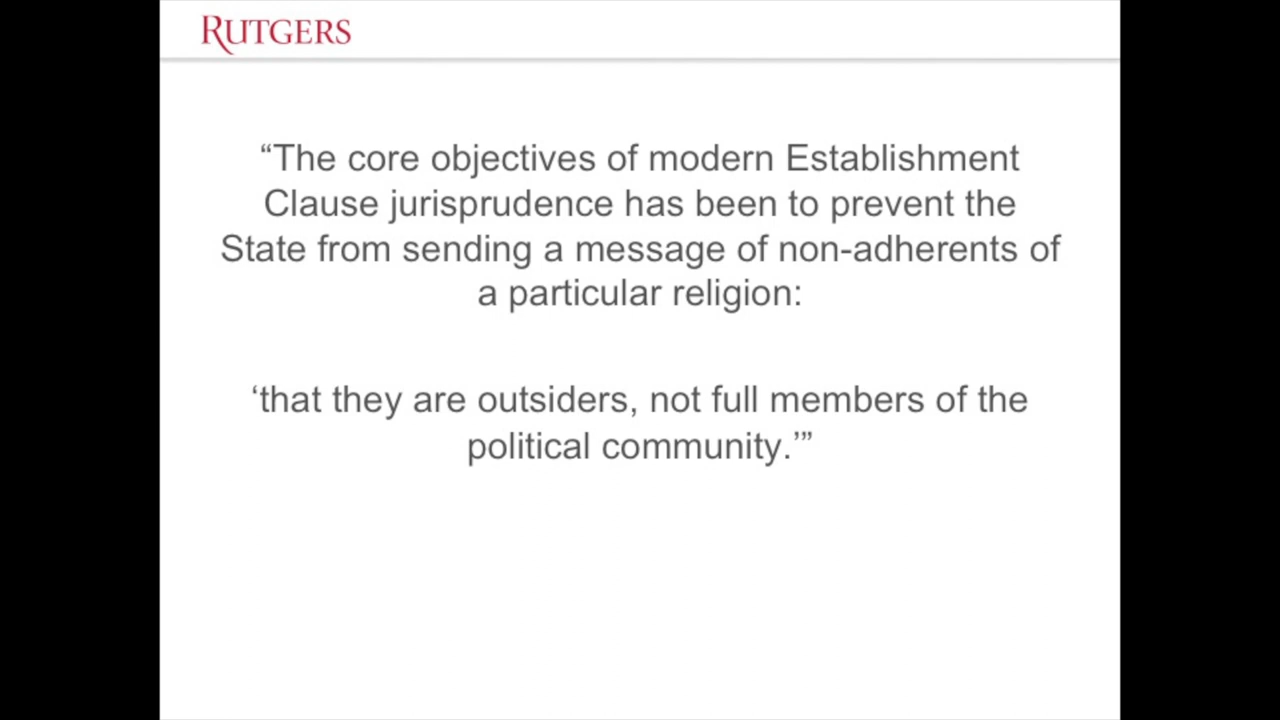 RUTGERS
“The core objectives of modern Establishment
Clause jurisprudence has been to prevent the
State from sending a message of non-adherents of
a particular religion:
‘that they are outsiders, not full members of the
political community.’”